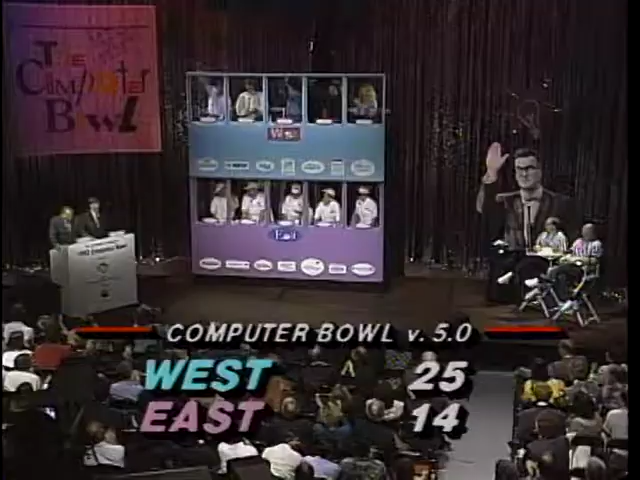 THE
COMPUTER
BOWL
West
East
COMPUTER BOWL v. 5.0
WEST 25
EAST 14